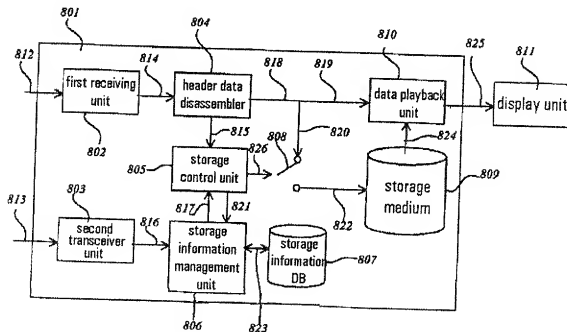 801
804
810
825
811
812
814
818
819
first receiving
unit
header data
disassembler
data playback
unit
display unit
802
815
808
820
824
805
826
storage
control unit
storage
medium
809
803
817
821
822
813
816
second
transceiver
unit
storage
information
management
unit
storage
information
DB
807
806
823